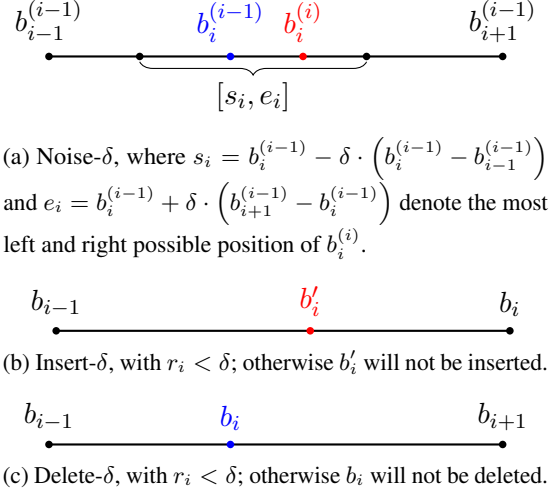 b_{i-1}^{(i-1)} b_i^{(i-1)} b_i^{(i)} b_{i+1}^{(i-1)}
[s_i, e_i]
(a) Noise-δ, where s_i = b_i^{(i-1)} − δ · (b_i^{(i-1)} − b_{i-1}^{(i-1)})
and e_i = b_i^{(i-1)} + δ · (b_{i+1}^{(i-1)} − b_i^{(i-1)}) denote the most
left and right possible position of b_i^{(i)}.
b_{i-1} b'_i b_i
(b) Insert-δ, with r_i < δ; otherwise b'_i will not be inserted.
b_{i-1} b_i b_{i+1}
(c) Delete-δ, with r_i < δ; otherwise b_i will not be deleted.